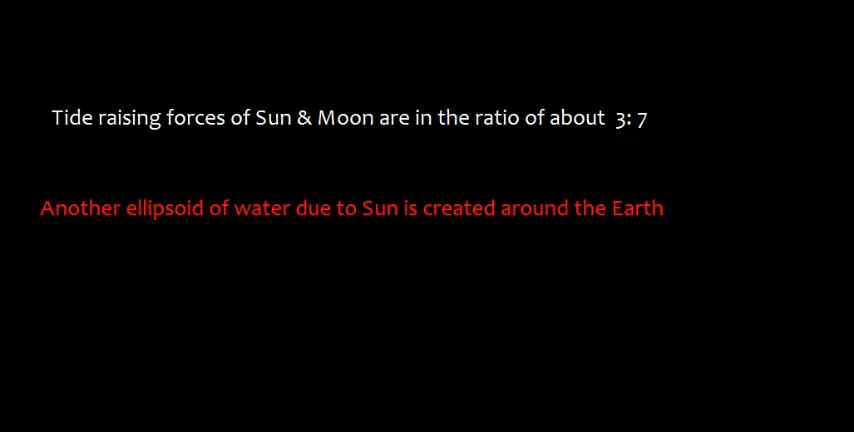 Tide raising forces of Sun & Moon are in the ratio of about 3: 7
Another ellipsoid of water due to Sun is created around the Earth